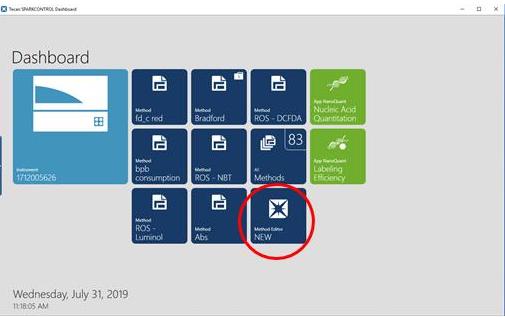 Tecan SPARKCONTROL Dashboard
Dashboard
Instrument
1712005626
Method
fd_c red
Method
Bradford
Method
ROS - DCFDA
App NanoQuant
Nucleic Acid
Quantitation
Method
bpb
consumption
Method
ROS - NBT
83
All
Methods
App NanoQuant
Labeling
Efficiency
Method
ROS -
Luminol
Method
Abs
Method Editor
NEW
Wednesday, July 31, 2019
11:18:05 AM